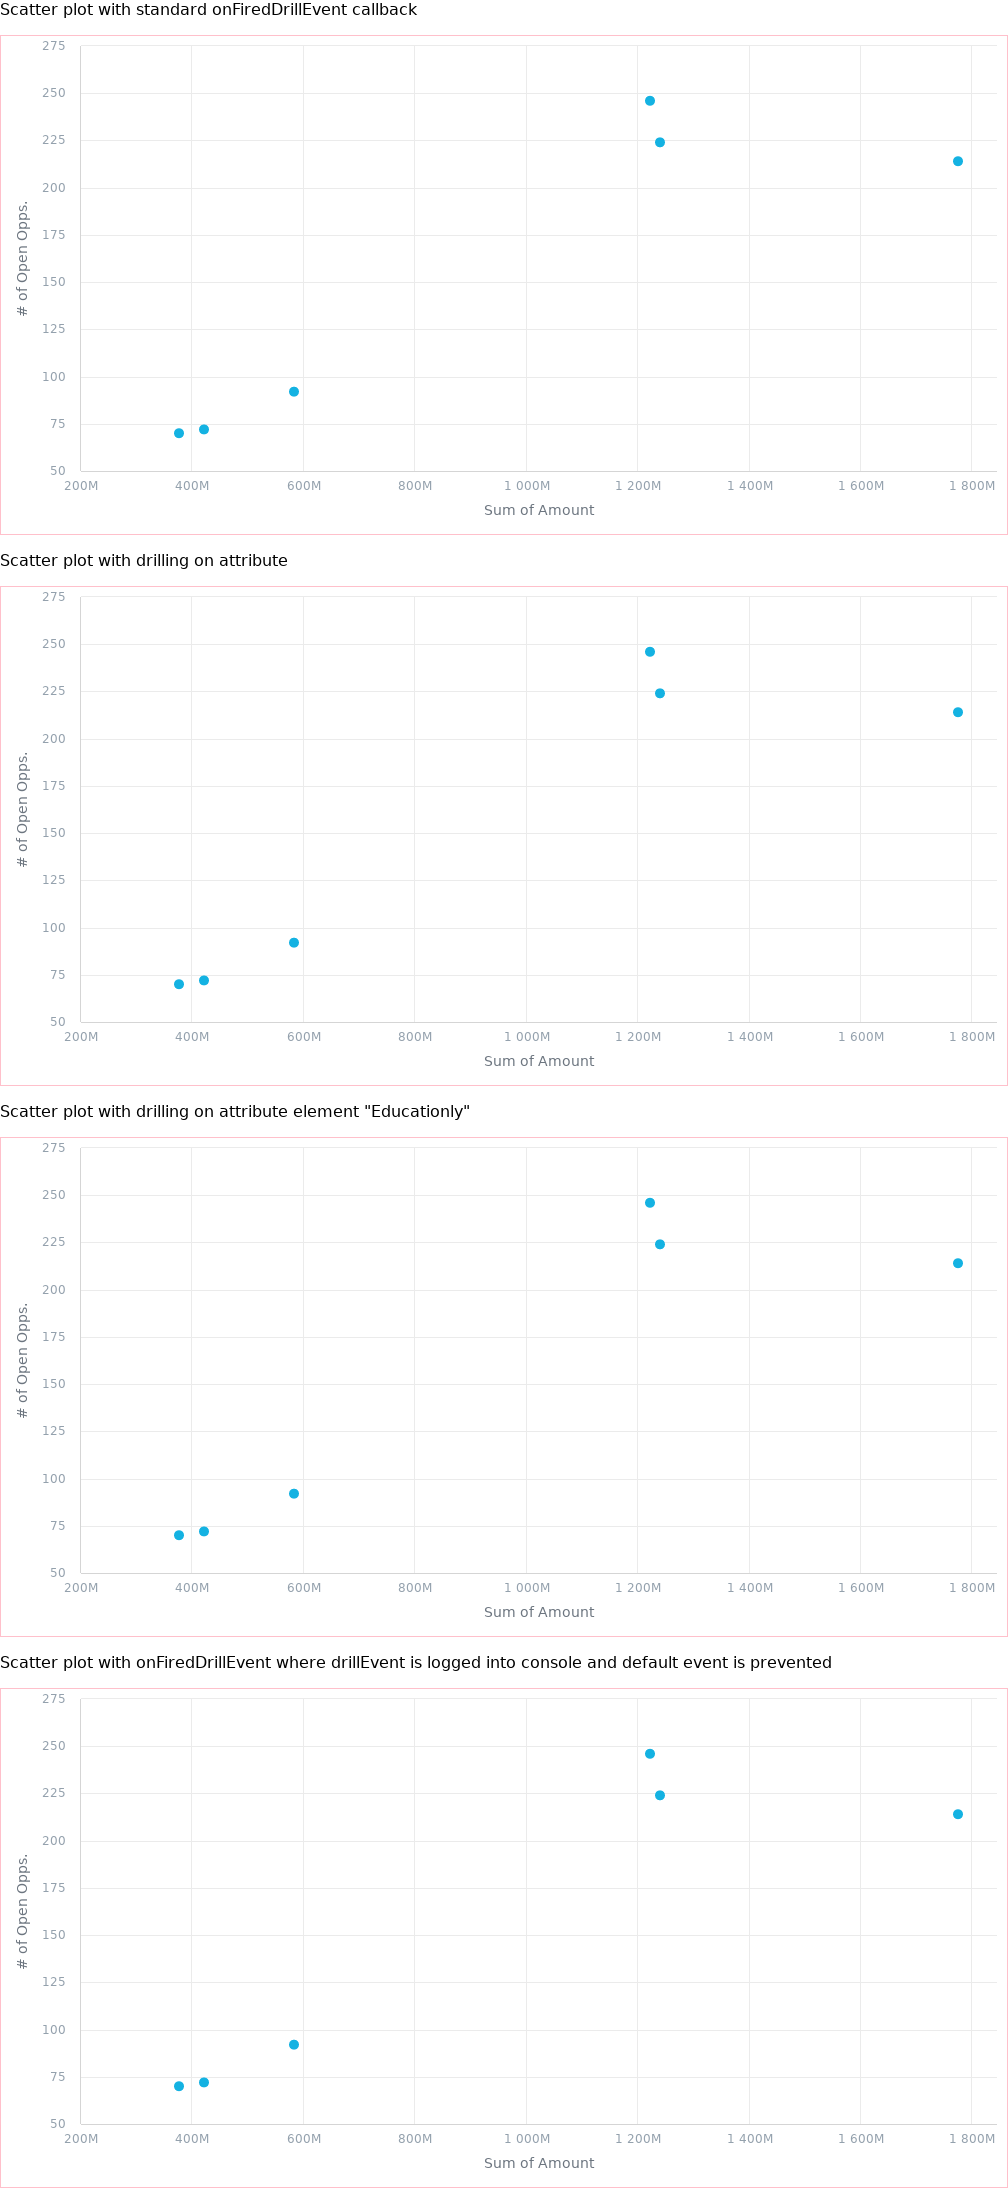 Scatter plot with standard onFiredDrillEvent callback
275
250
225
200
175
150
125
100
75
50
# of Open Opps.
200M 400M 600M 800M 1 000M 1 200M 1 400M 1 600M 1 800M
Sum of Amount
Scatter plot with drilling on attribute
275
250
225
200
175
150
125
100
75
50
# of Open Opps.
200M 400M 600M 800M 1 000M 1 200M 1 400M 1 600M 1 800M
Sum of Amount
Scatter plot with drilling on attribute element "Educationly"
275
250
225
200
175
150
125
100
75
50
# of Open Opps.
200M 400M 600M 800M 1 000M 1 200M 1 400M 1 600M 1 800M
Sum of Amount
Scatter plot with onFiredDrillEvent where drillEvent is logged into console and default event is prevented
275
250
225
200
175
150
125
100
75
50
# of Open Opps.
200M 400M 600M 800M 1 000M 1 200M 1 400M 1 600M 1 800M
Sum of Amount